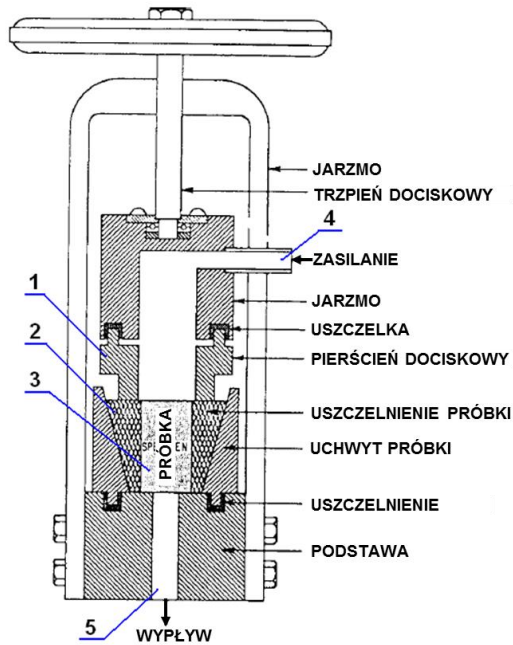 JARZMO
TRZPIEŃ DOCISKOWY
4
ZASILANIE
1
JARZMO
2
USZCZELKA
PIERŚCIEŃ DOCISKOWY
3
USZCZELNIENIE PRÓBKI
PRÓBKA
UCHWYT PRÓBKI
USZCZELNIENIE
PODSTAWA
5
WYPŁYW